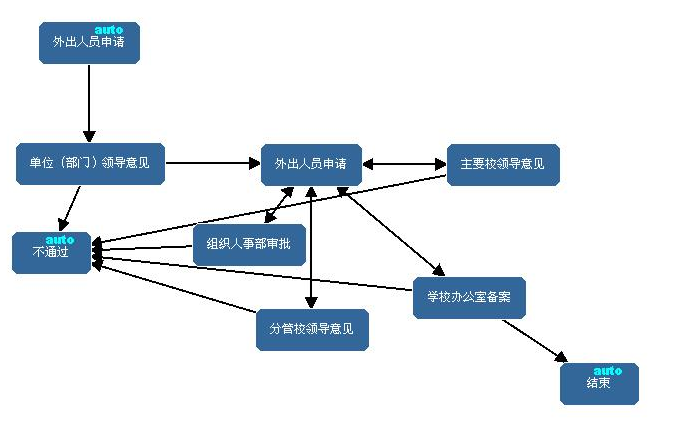 auto
外出人员申请
单位（部门）领导意见
外出人员申请
主要校领导意见
auto
不通过
组织人事部审批
学校办公室备案
分管校领导意见
auto
结束